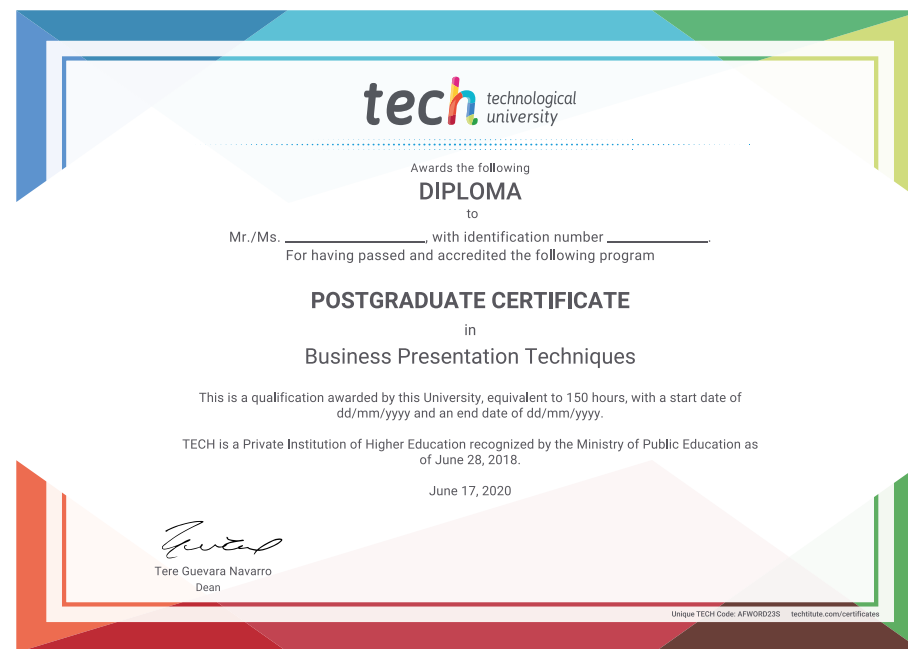 tech technological
university
Awards the following
DIPLOMA
to
Mr./Ms. ____________________, with identification number ______________.
For having passed and accredited the following program
POSTGRADUATE CERTIFICATE
in
Business Presentation Techniques
This is a qualification awarded by this University, equivalent to 150 hours, with a start date of
dd/mm/yyyy and an end date of dd/mm/yyyy.
TECH is a Private Institution of Higher Education recognized by the Ministry of Public Education as
of June 28, 2018.
June 17, 2020
Tere Guevara Navarro
Dean
Unique TECH Code: AFWORD23S techtitute.com/certificates